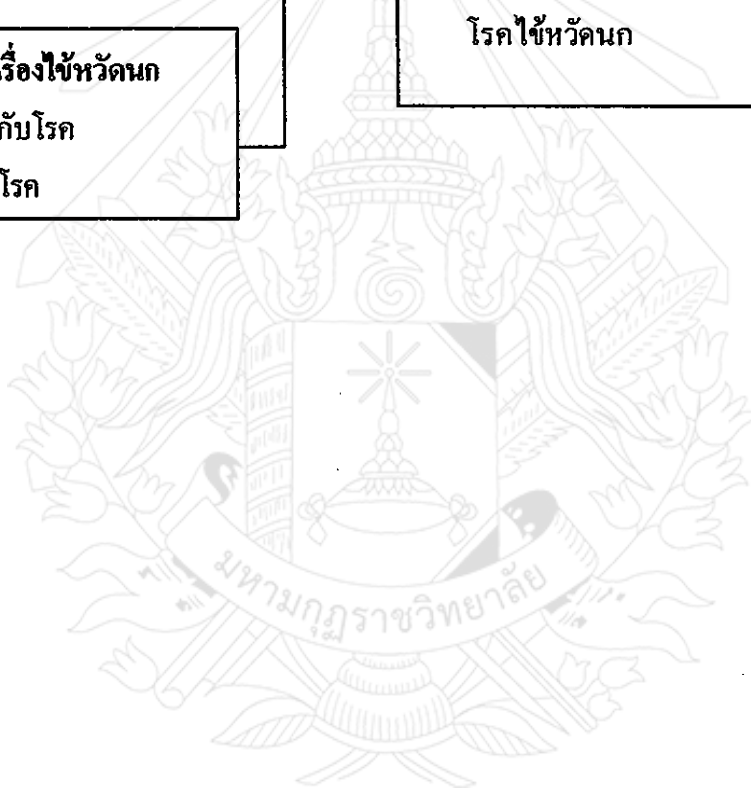 โรคไข้หวัดนก
รื่องไข้หวัดนก
กับโรค
โรค
มหามกุฏราชวิทยาลัย